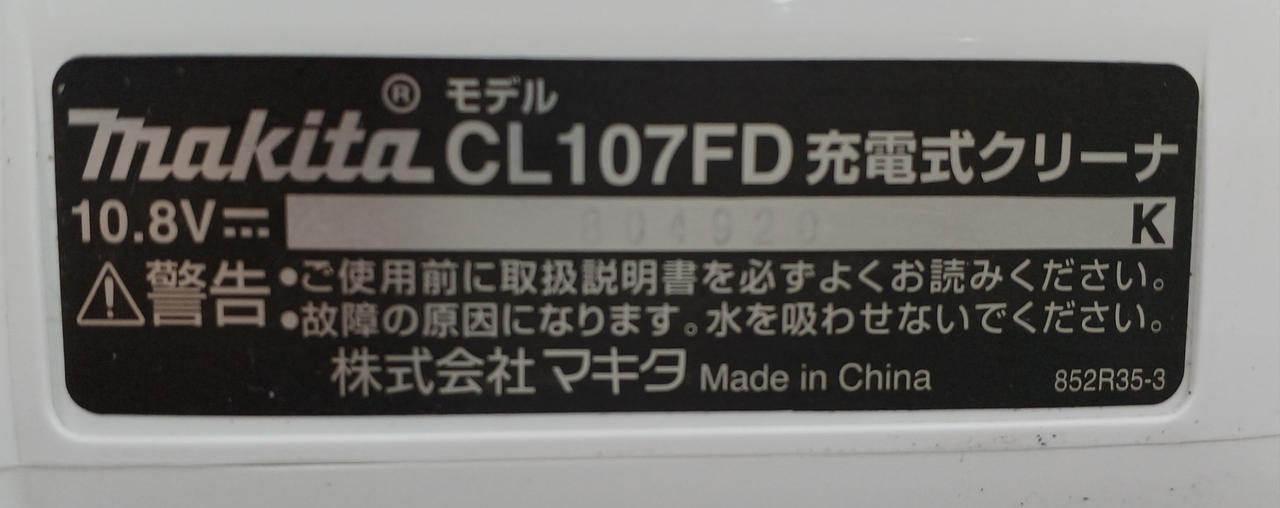 makita® モデル CL107FD 充電式クリーナ
10.8V⎓ 804920 K
⚠警告 •ご使用前に取扱説明書を必ずよくお読みください。
•故障の原因になります。水を吸わせないでください。
株式会社マキタ Made in China 852R35-3